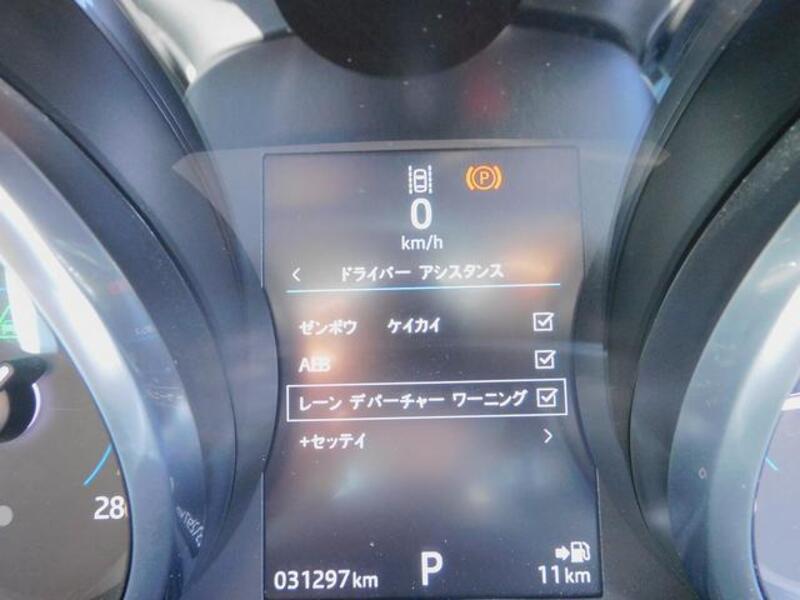 P
0
km/h
< ドライバー アシスタンス
ゼンポウ ケイカイ
AEB
レーン デパーチャー ワーニング
+セッテイ >
28
031297km P 11km